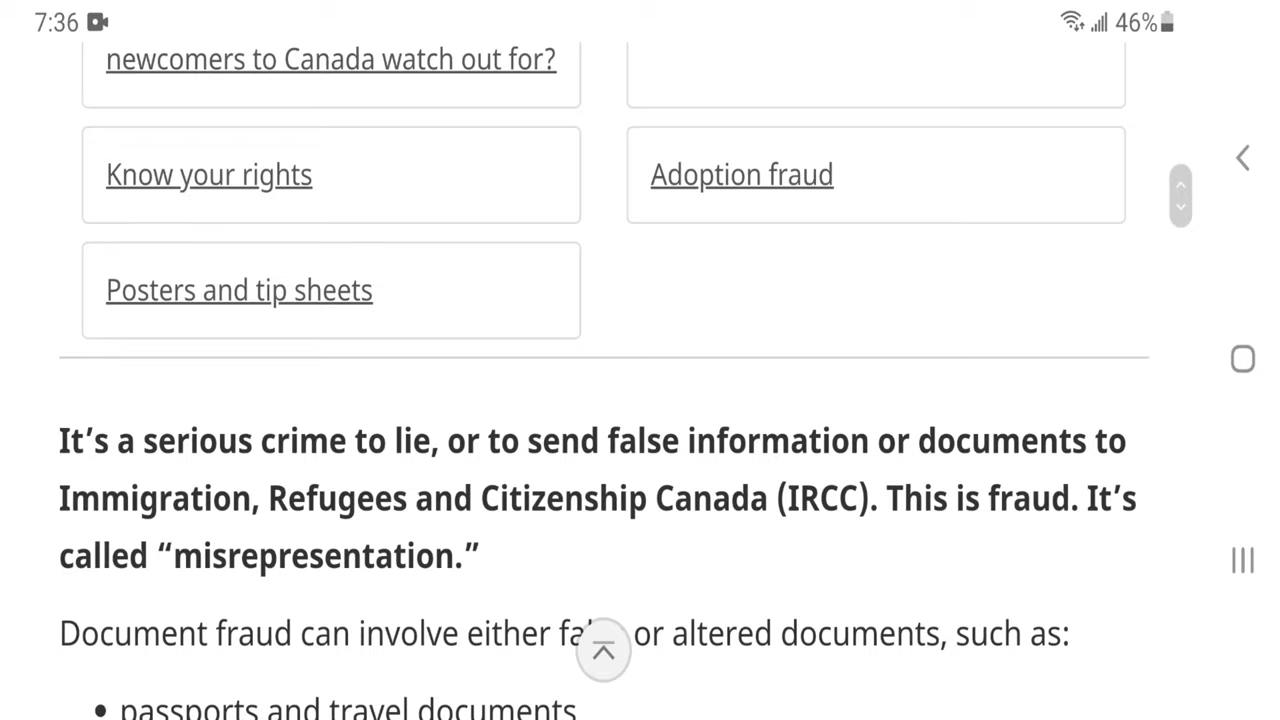 7:36
46%
newcomers to Canada watch out for?
Know your rights
Adoption fraud
Posters and tip sheets
It’s a serious crime to lie, or to send false information or documents to
Immigration, Refugees and Citizenship Canada (IRCC). This is fraud. It’s
called “misrepresentation.”
Document fraud can involve either or altered documents, such as:
• passports and travel documents